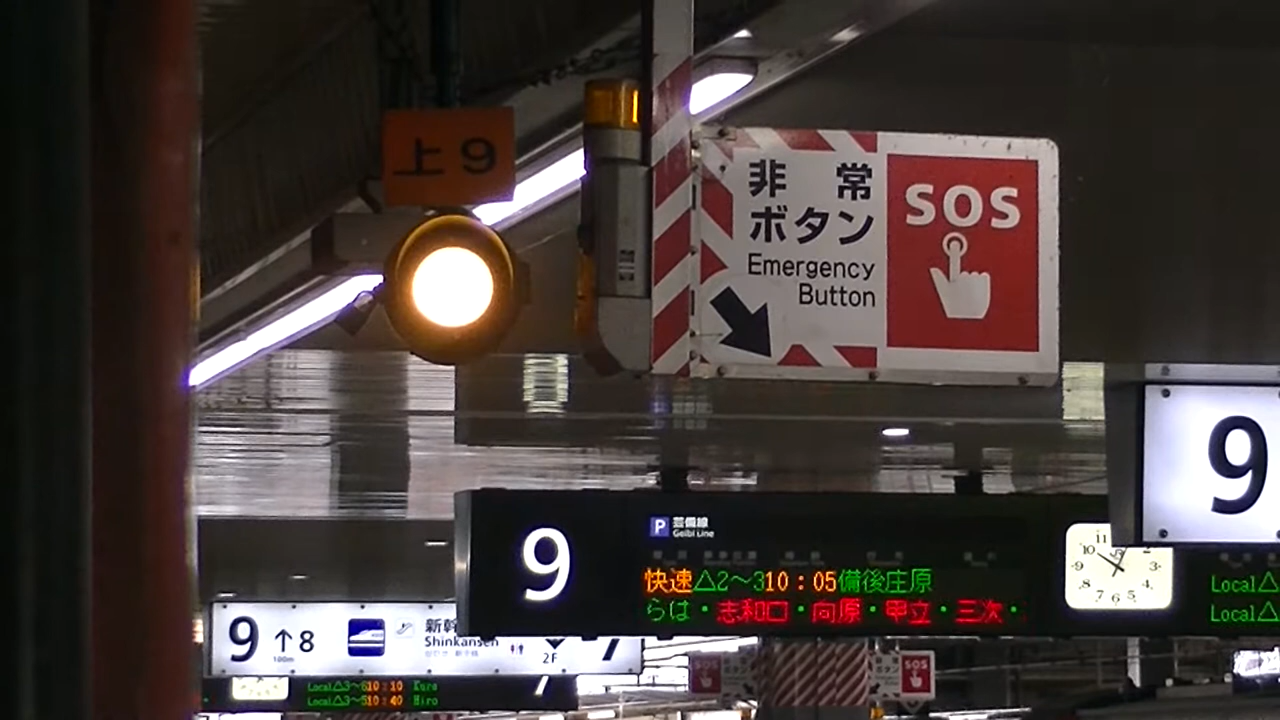 上9
非常
ボタン
Emergency
Button
SOS
9
9
P 芸備線
Geibi Line
快速△2〜3 10:05 備後庄原
らは・志和口・向原・甲立・三次・
Local△
Local△
9 ↑8
100m
新幹
Shinkansen
2F
7
Local△3〜6 10:10 Kure
Local△3〜5 10:40 Hiro
SOS
SOS